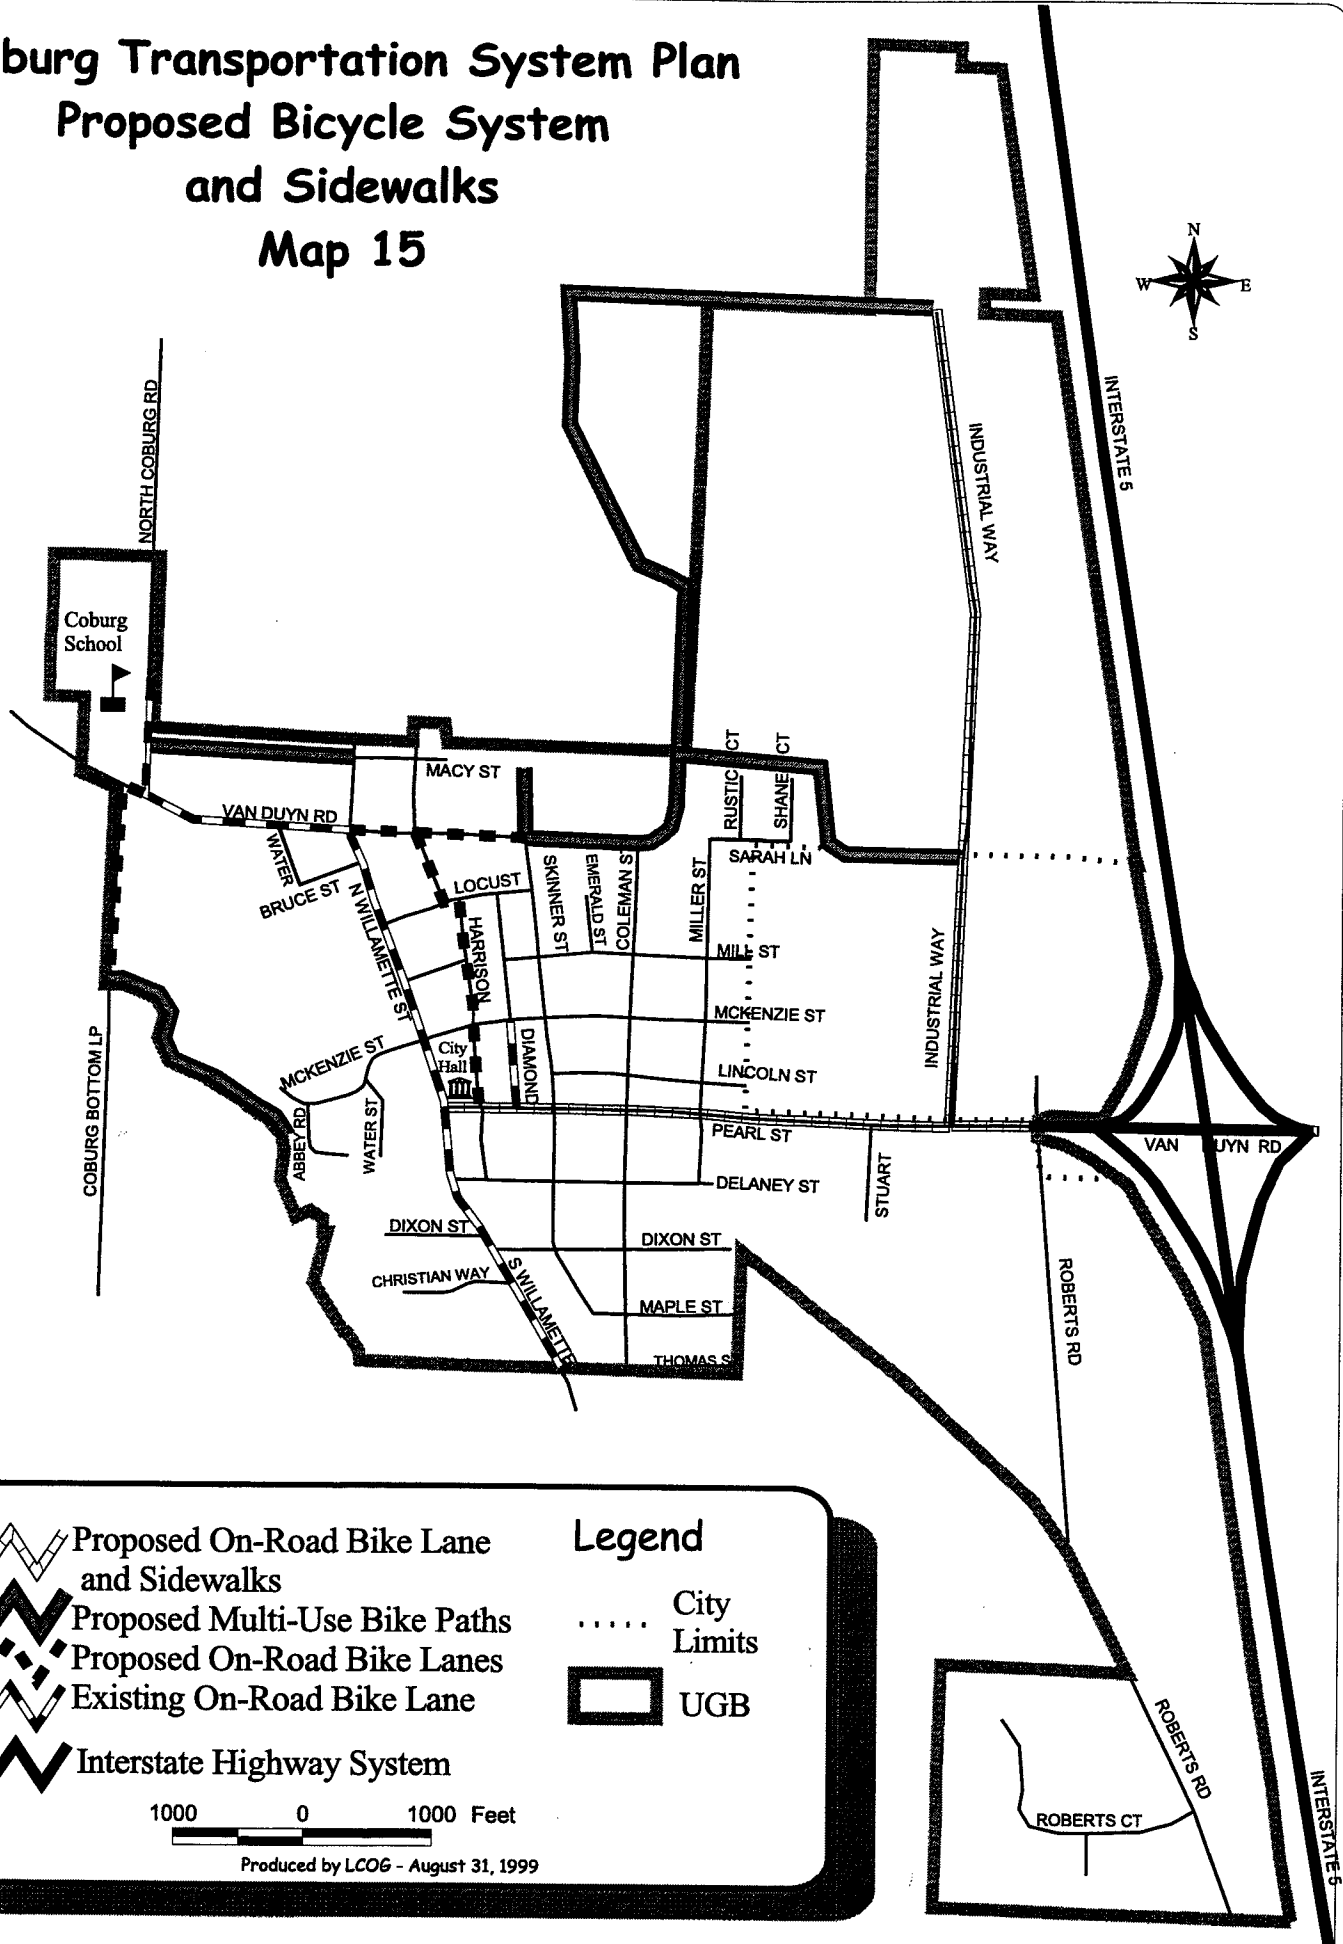 burg Transportation System Plan
Proposed Bicycle System
and Sidewalks
Map 15
N
W
E
S
NORTH COBURG RD
INTERSTATE 5
INDUSTRIAL WAY
Coburg
School
MACY ST
RUSTIC CT
SHANE CT
VAN DUYN RD
WATER
BRUCE ST
N WILLAMETTE ST
LOCUST
HARRISON
SKINNER ST
EMERALD ST
COLEMAN S
MILLER ST
SARAH LN
MILL ST
INDUSTRIAL WAY
MCKENZIE ST
MCKENZIE ST
City
Hall
DIAMOND
LINCOLN ST
COBURG BOTTOM LP
ABBEY RD
WATER ST
PEARL ST
VAN DUYN RD
DELANEY ST
STUART
DIXON ST
DIXON ST
CHRISTIAN WAY
S WILLAMETTE
MAPLE ST
THOMAS S
ROBERTS RD
Legend
Proposed On-Road Bike Lane
and Sidewalks
Proposed Multi-Use Bike Paths
Proposed On-Road Bike Lanes
Existing On-Road Bike Lane
Interstate Highway System
City
Limits
UGB
1000 0 1000 Feet
Produced by LCOG - August 31, 1999
ROBERTS RD
ROBERTS CT
INTERSTATE 5